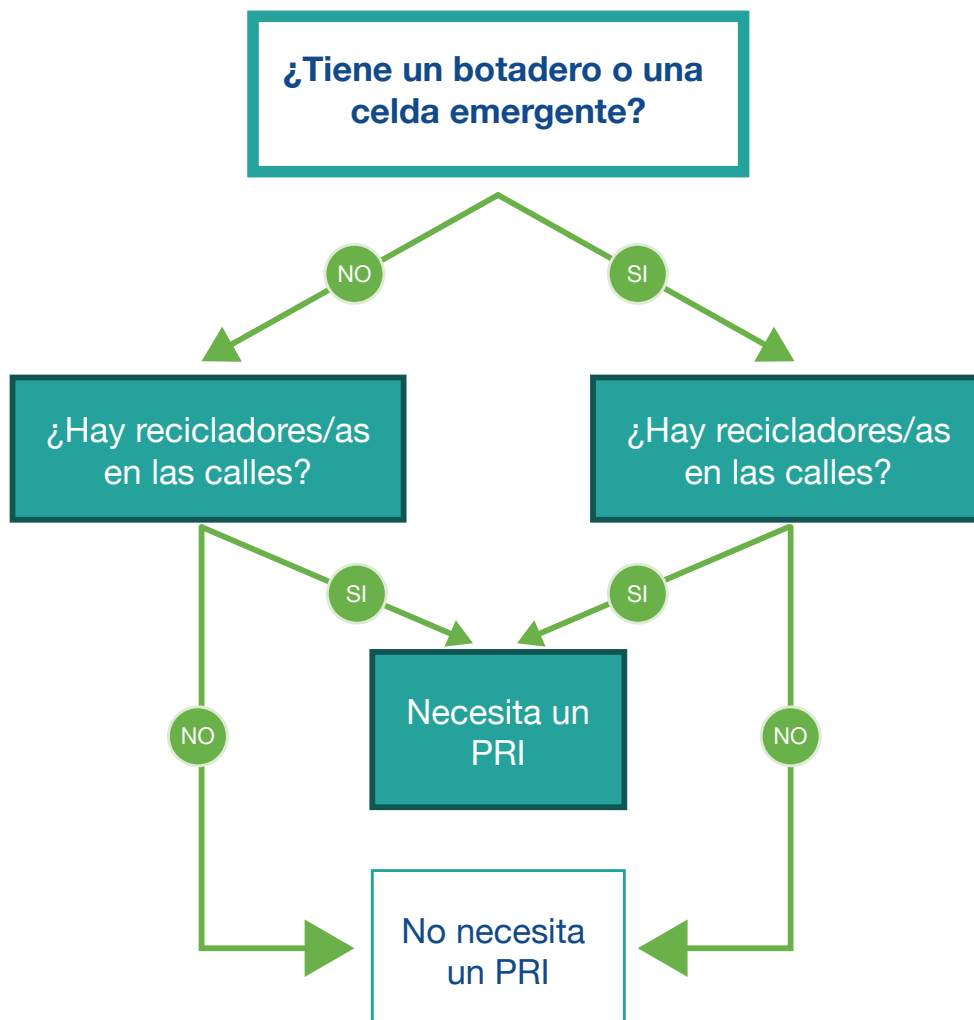 ¿Tiene un botadero o una
celda emergente?
NO
SI
¿Hay recicladores/as
en las calles?
¿Hay recicladores/as
en las calles?
SI
SI
Necesita un
PRI
NO
NO
No necesita
un PRI